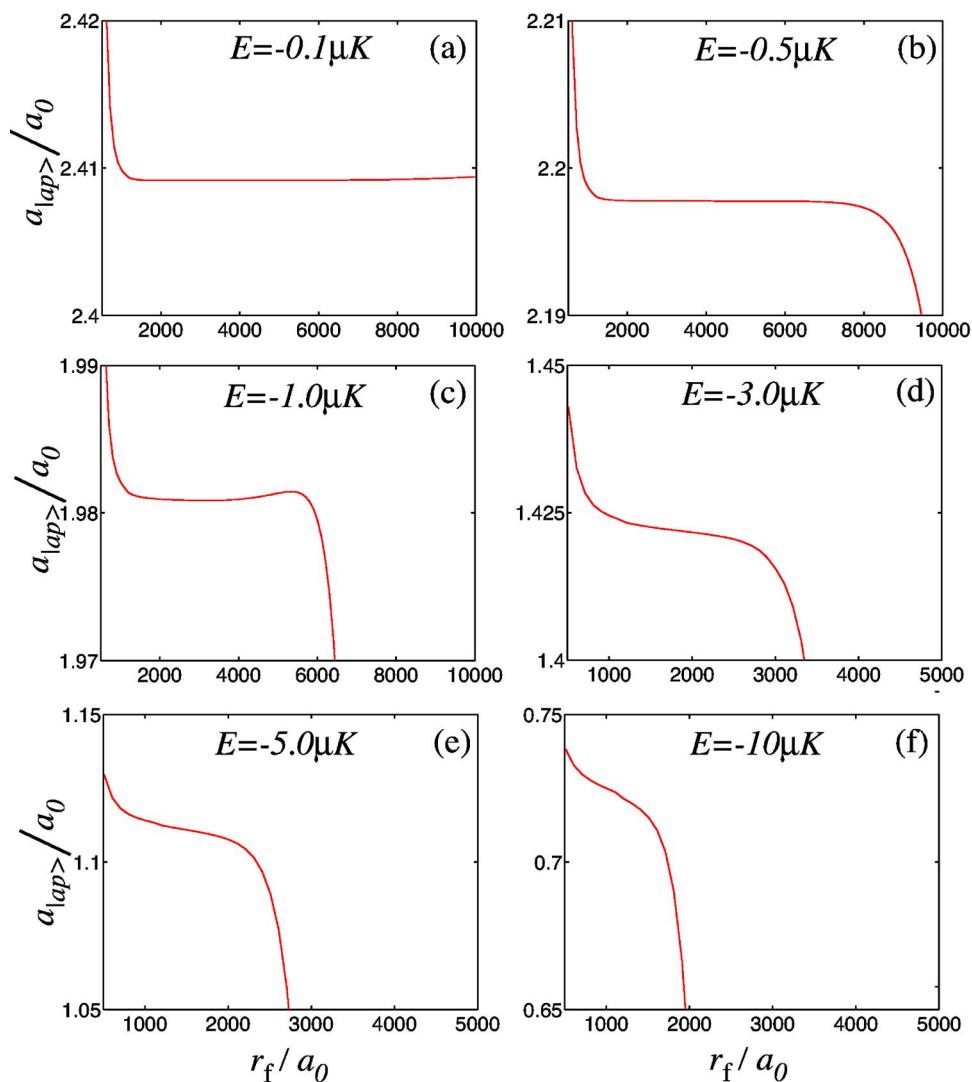 2.42
2.41
2.4
E=-0.1μK
(a)
2000
4000
6000
8000
10000
a|ap>/a0
2.21
2.2
2.19
E=-0.5μK
(b)
2000
4000
6000
8000
10000
1.99
1.98
1.97
E=-1.0μK
(c)
2000
4000
6000
8000
10000
a|ap>/a0
1.45
1.425
1.4
E=-3.0μK
(d)
1000
2000
3000
4000
5000
1.15
1.1
1.05
E=-5.0μK
(e)
1000
2000
3000
4000
5000
a|ap>/a0
rf/a0
0.75
0.7
0.65
E=-10μK
(f)
1000
2000
3000
4000
5000
rf/a0